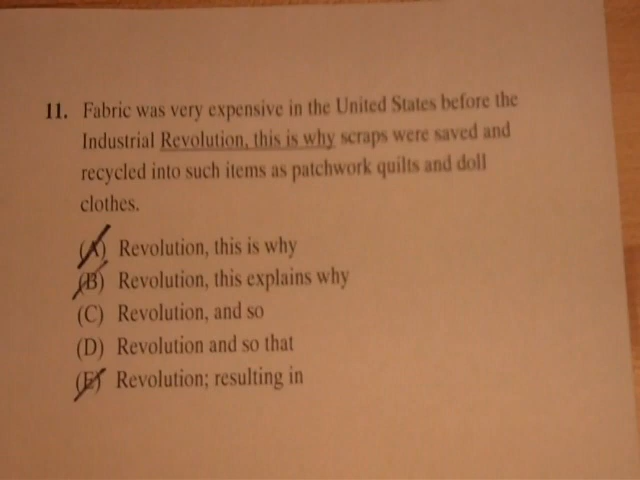 11. Fabric was very expensive in the United States before the
Industrial Revolution, this is why scraps were saved and
recycled into such items as patchwork quilts and doll
clothes.
(A) Revolution, this is why
(B) Revolution, this explains why
(C) Revolution, and so
(D) Revolution and so that
(E) Revolution; resulting in